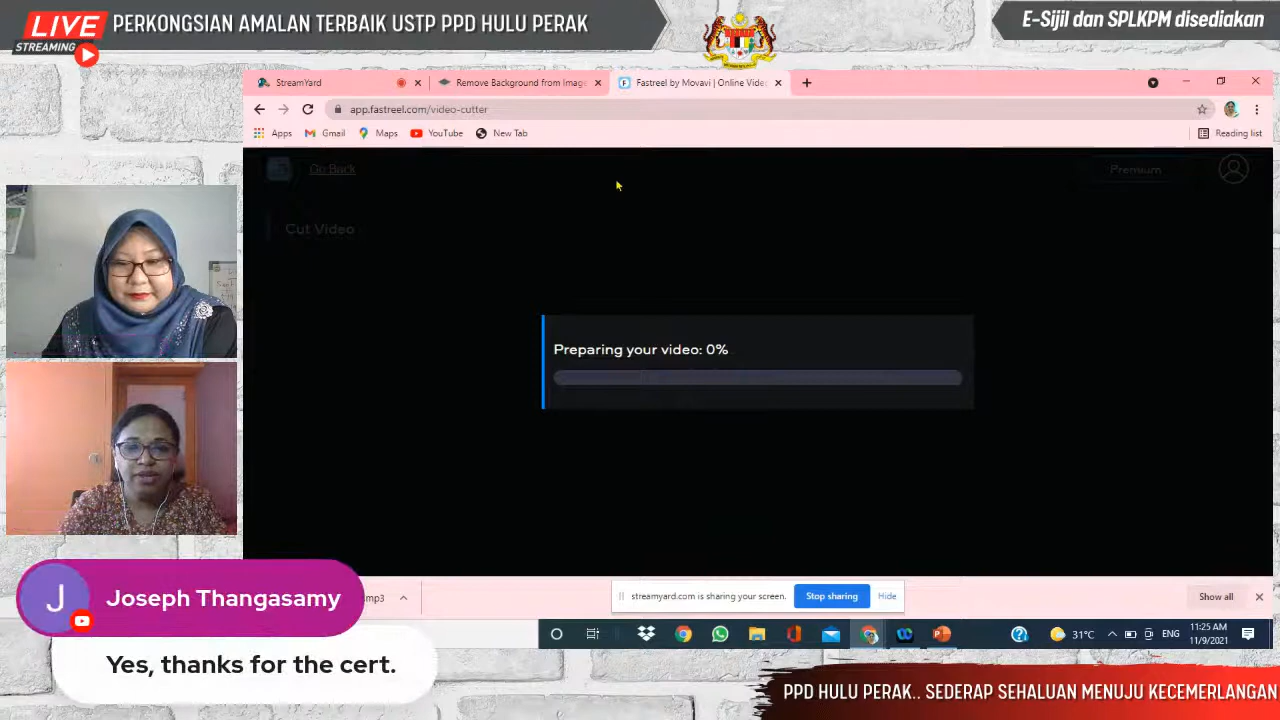 LIVE
STREAMING
PERKONGSIAN AMALAN TERBAIK USTP PPD HULU PERAK
E-Sijil dan SPLKPM disediakan
StreamYard
Remove Background from Image
Fastreel by Movavi | Online Vide
app.fastreel.com/video-cutter
Apps
Gmail
Maps
YouTube
New Tab
Reading list
Go Back
Premium
Cut Video
Preparing your video: 0%
J
Joseph Thangasamy
Yes, thanks for the cert.
mp3
streamyard.com is sharing your screen.
Stop sharing
Hide
Show all
31°C
ENG
11:25 AM
11/9/2021
PPD HULU PERAK.. SEDERAP SEHALUAN MENUJU KECEMERLANGAN